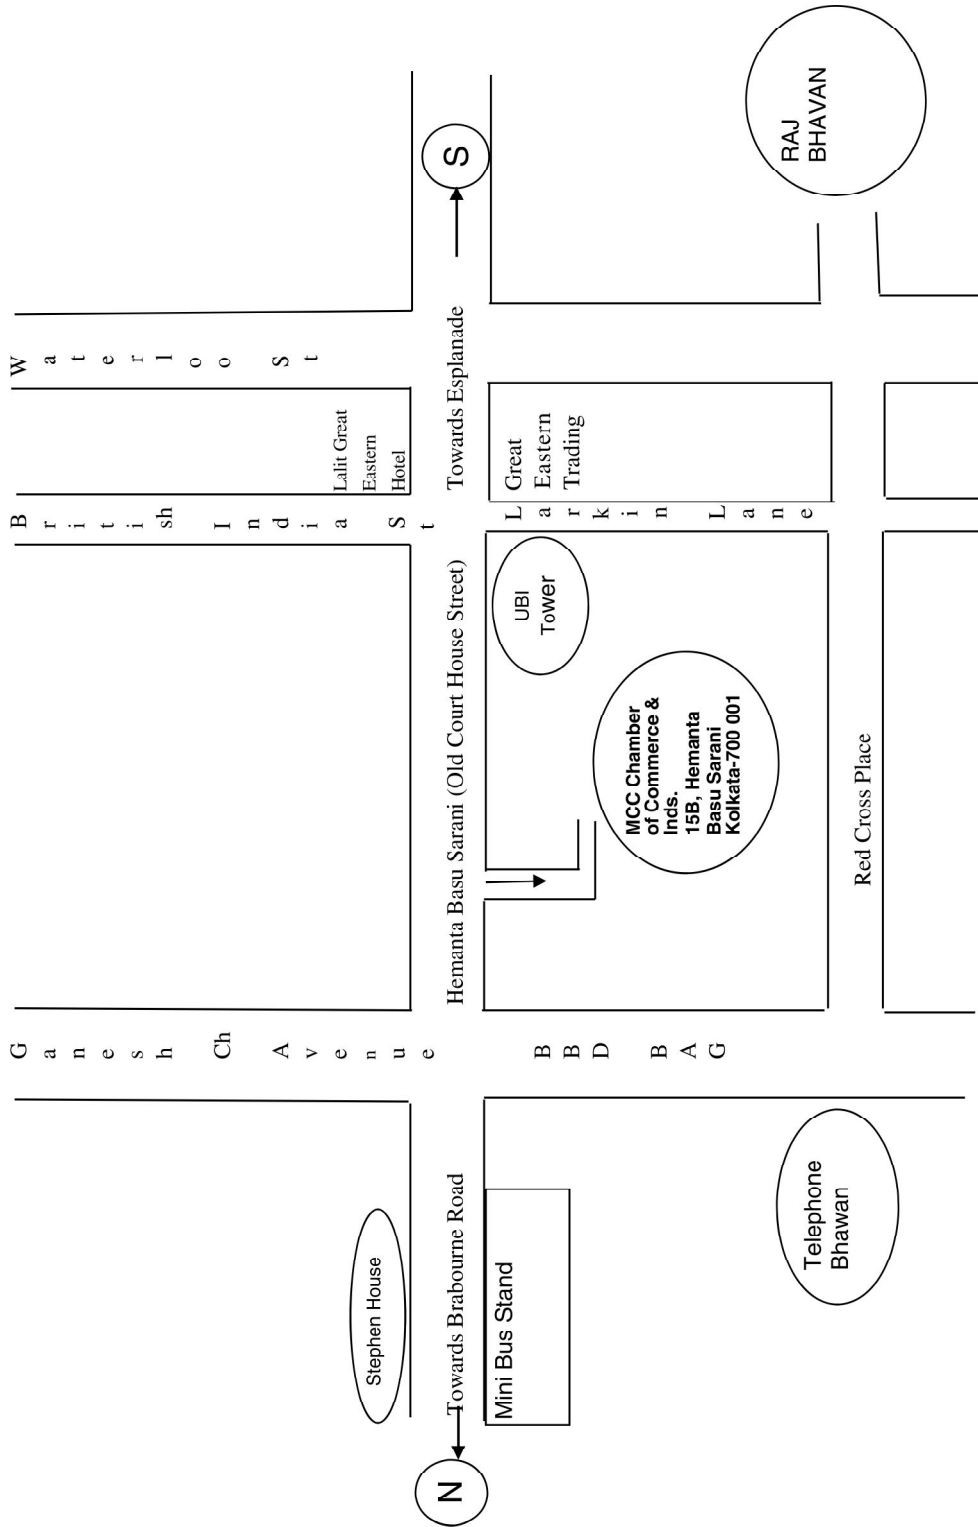 Waterloo St
S
RAJ
BHAVAN
Lalit Great
Eastern
Hotel
Towards Esplanade
Great
Eastern
Trading
British India St
Larkin Lane
UBI
Tower
Hemanta Basu Sarani (Old Court House Street)
MCC Chamber
of Commerce &
Inds.
15B, Hemanta
Basu Sarani
Kolkata-700 001
Red Cross Place
Ganesh Ch Avenue
BBD BAG
Stephen House
Towards Brabourne Road
Mini Bus Stand
Telephone
Bhawan
N